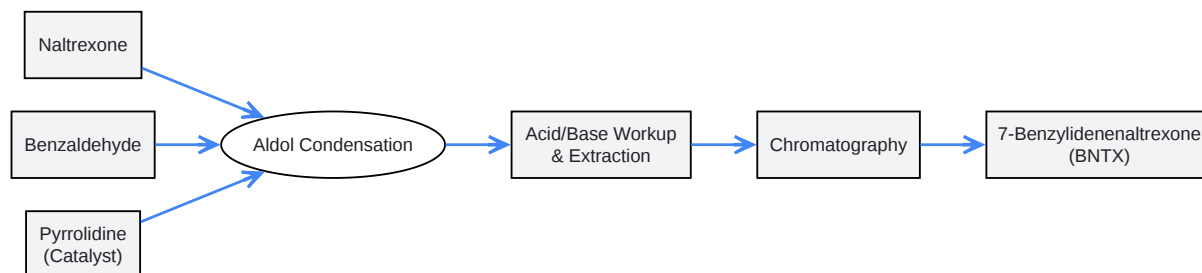 Naltrexone
Benzaldehyde
Pyrrolidine
(Catalyst)
Aldol Condensation
Acid/Base Workup
& Extraction
Chromatography
7-Benzylidenenaltrexone
(BNTX)